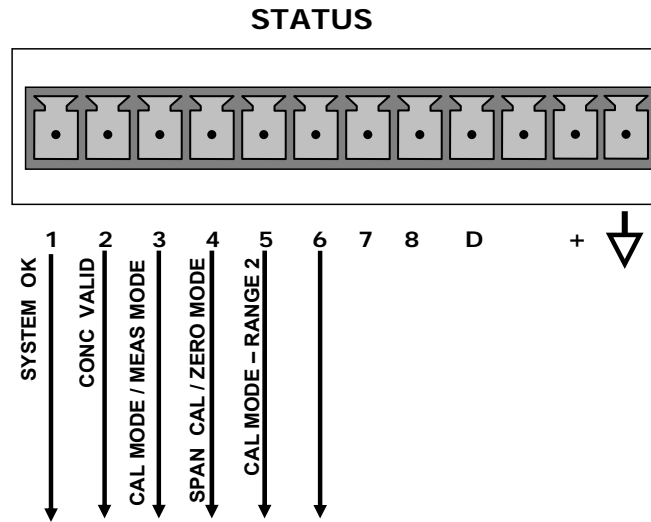 STATUS
1 2 3 4 5 6 7 8 D +
SYSTEM OK
CONC VALID
CAL MODE / MEAS MODE
SPAN CAL / ZERO MODE
CAL MODE – RANGE 2